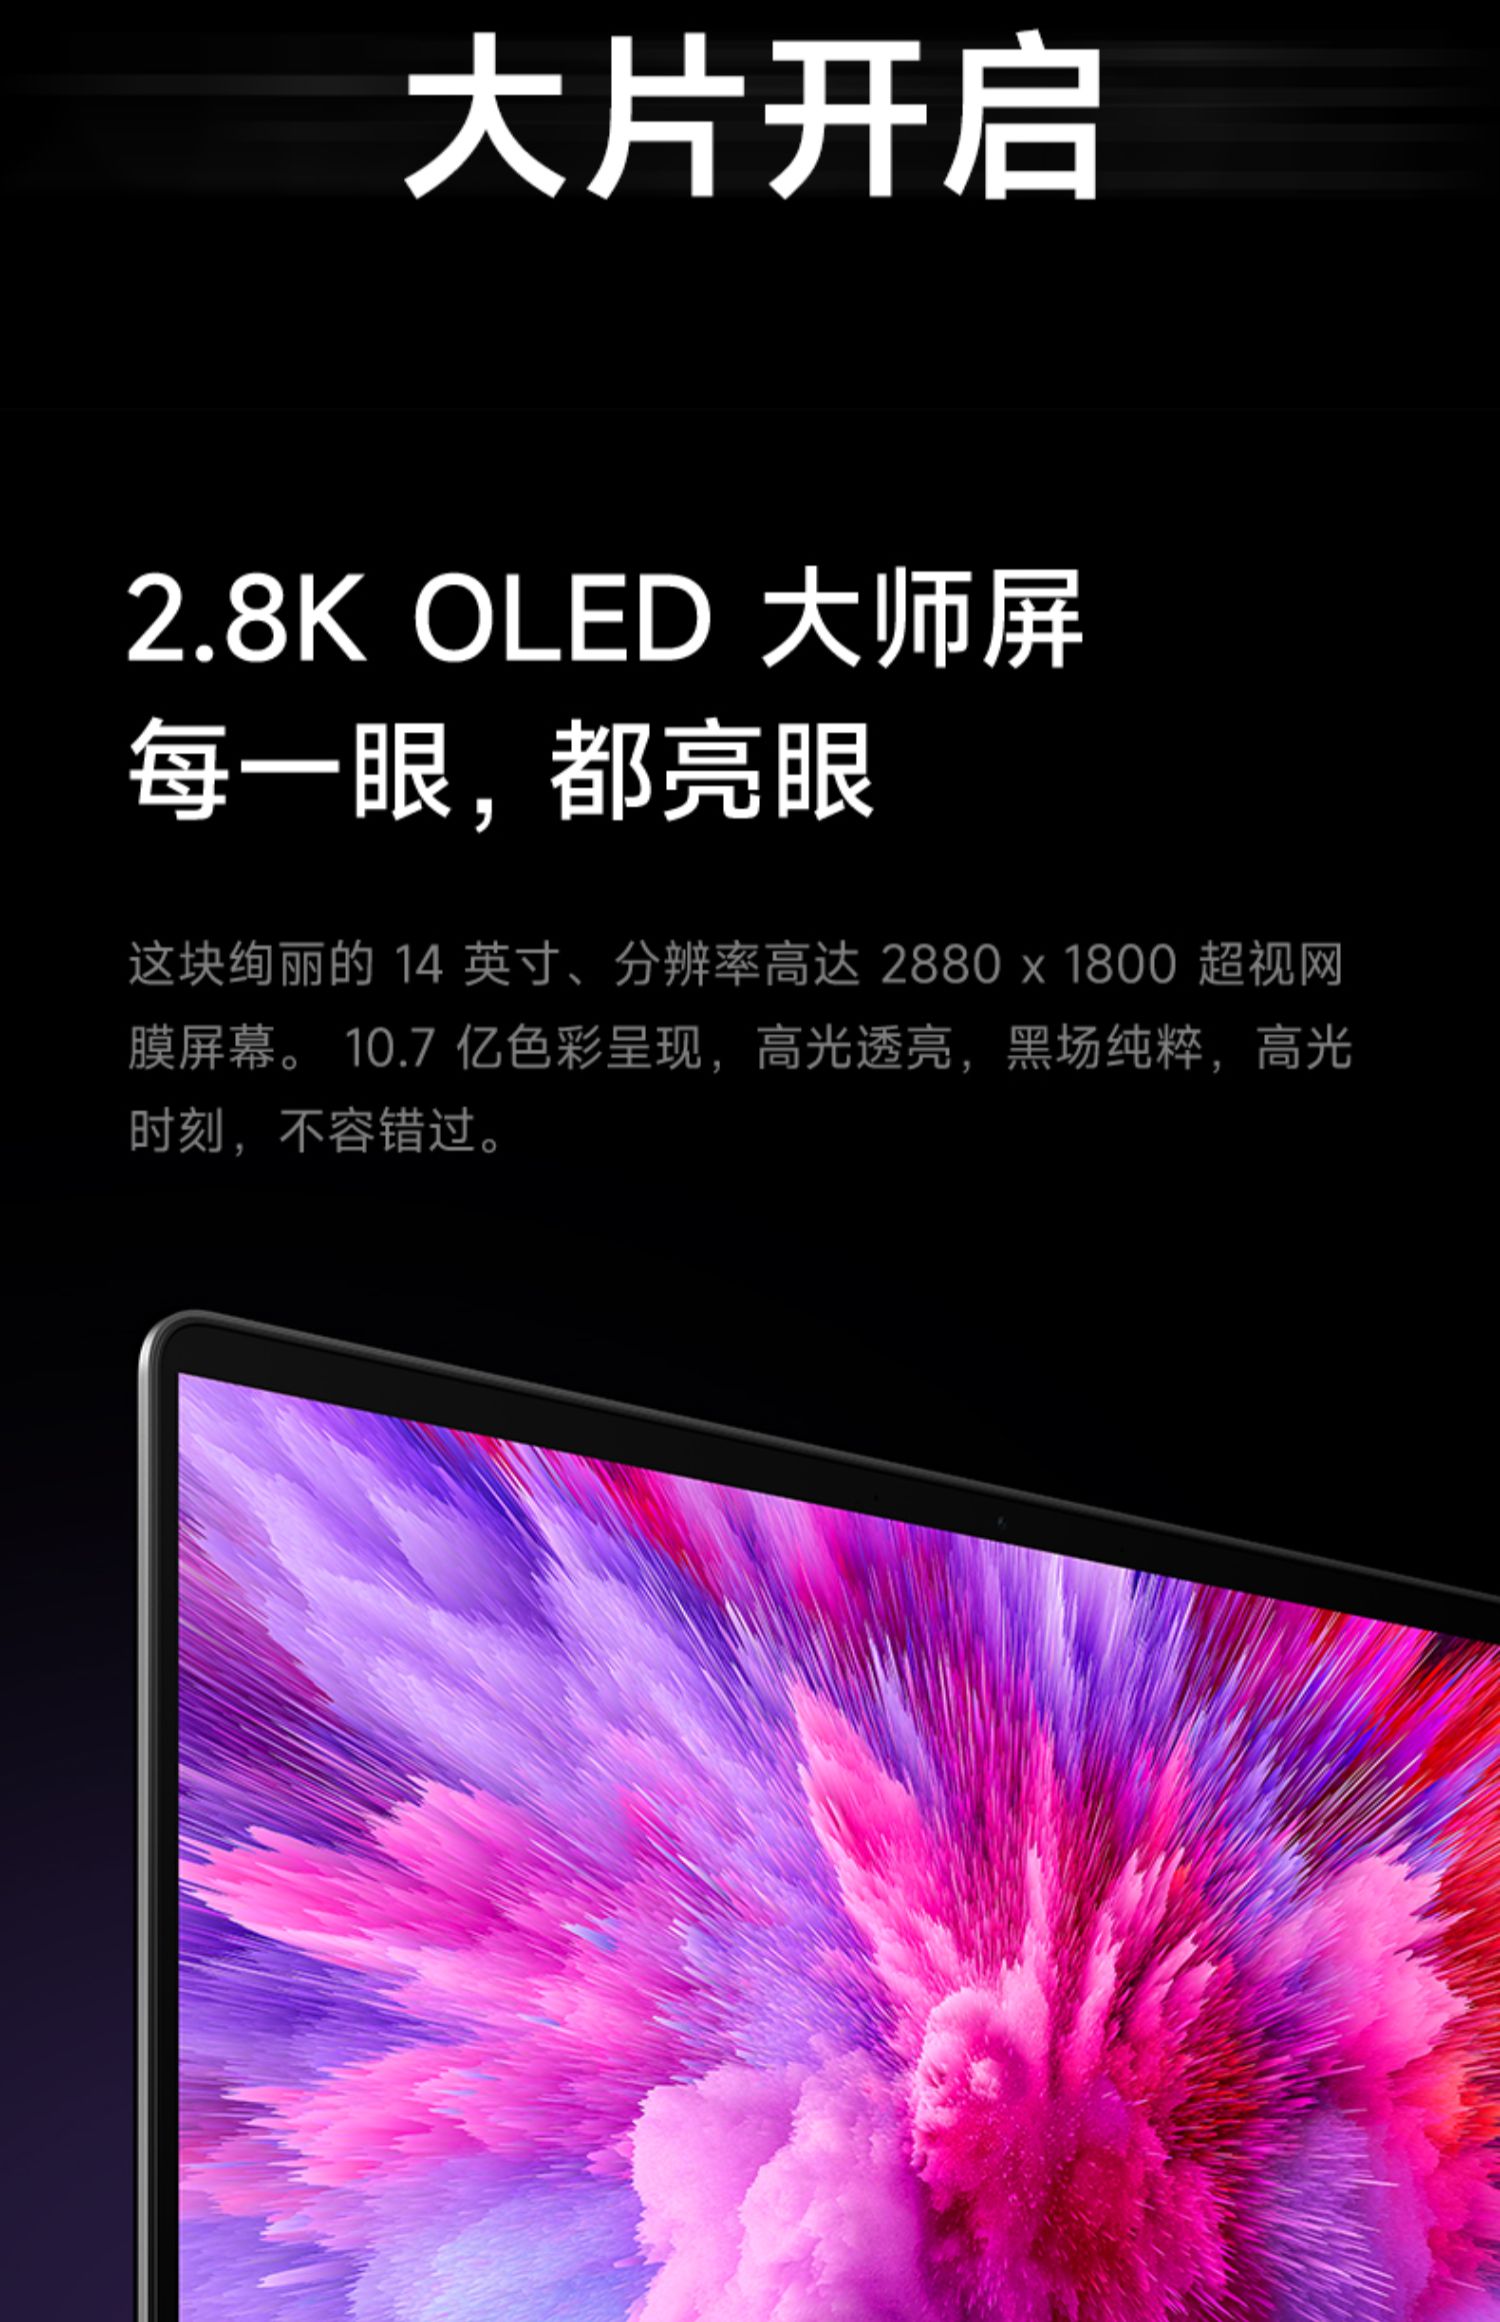 大片开启
2.8K OLED 大师屏
每一眼，都亮眼
这块绚丽的 14 英寸、分辨率高达 2880 x 1800 超视网
膜屏幕。 10.7 亿色彩呈现，高光透亮，黑场纯粹，高光
时刻，不容错过。